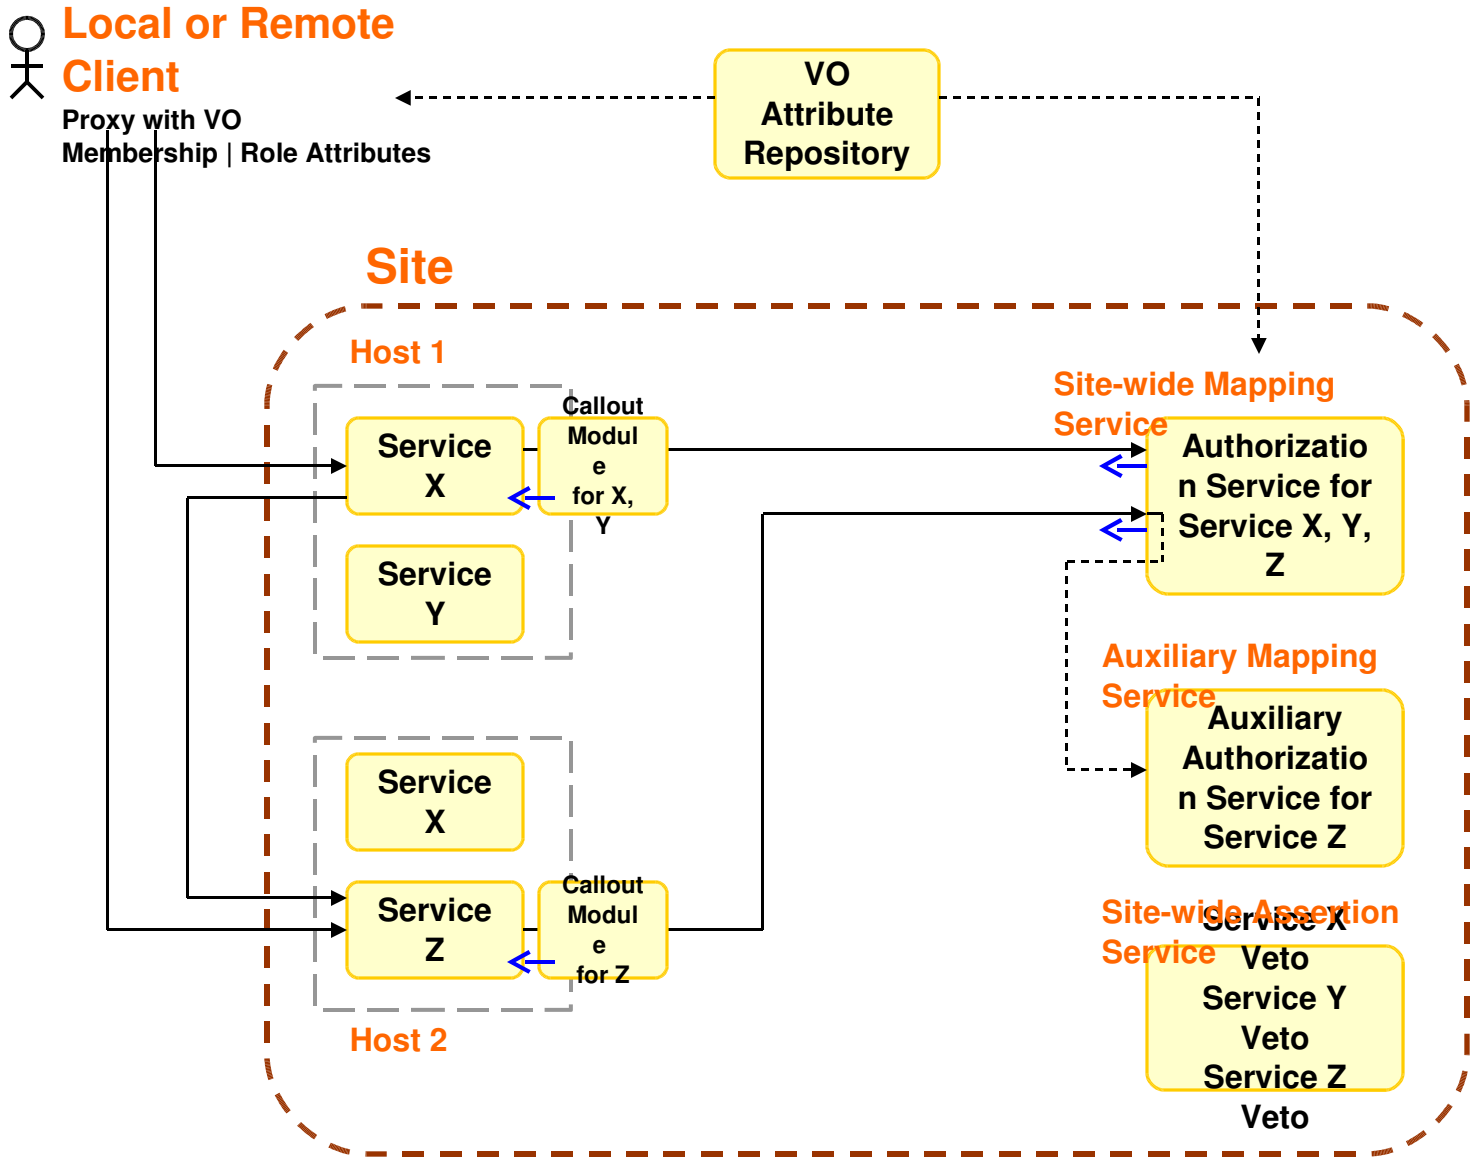 Local or Remote
Client
Proxy with VO
Membership | Role Attributes
VO
Attribute
Repository
Site
Host 1
Service
X
Callout
Modul
e
for X,
Y
Service
Y
Site-wide Mapping
Service
Authorizatio
n Service for
Service X, Y,
Z
Auxiliary Mapping
Service
Auxiliary
Authorizatio
n Service for
Service Z
Service
X
Service
Z
Callout
Modul
e
for Z
Host 2
Site-wide Assertion
Service
Service X
Veto
Service Y
Veto
Service Z
Veto